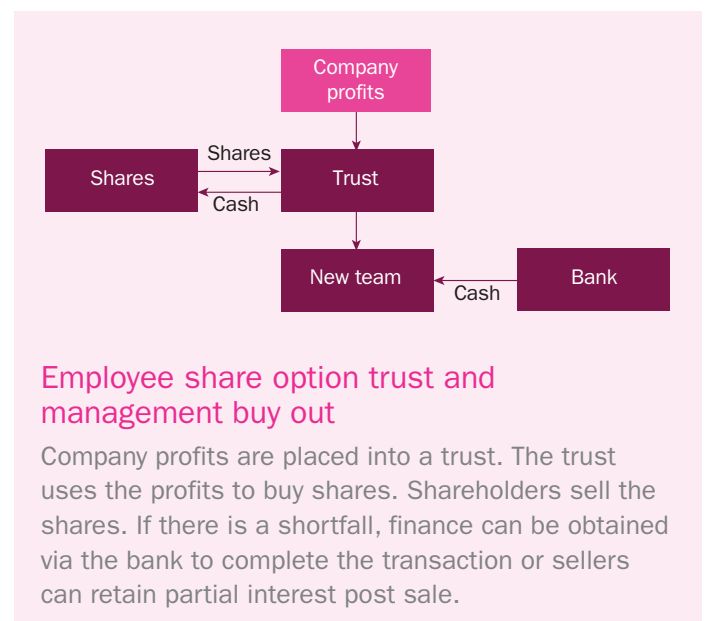 Company
profits
Shares
Shares
Trust
Cash
New team
Bank
Cash
Employee share option trust and
management buy out
Company profits are placed into a trust. The trust
uses the profits to buy shares. Shareholders sell the
shares. If there is a shortfall, finance can be obtained
via the bank to complete the transaction or sellers
can retain partial interest post sale.